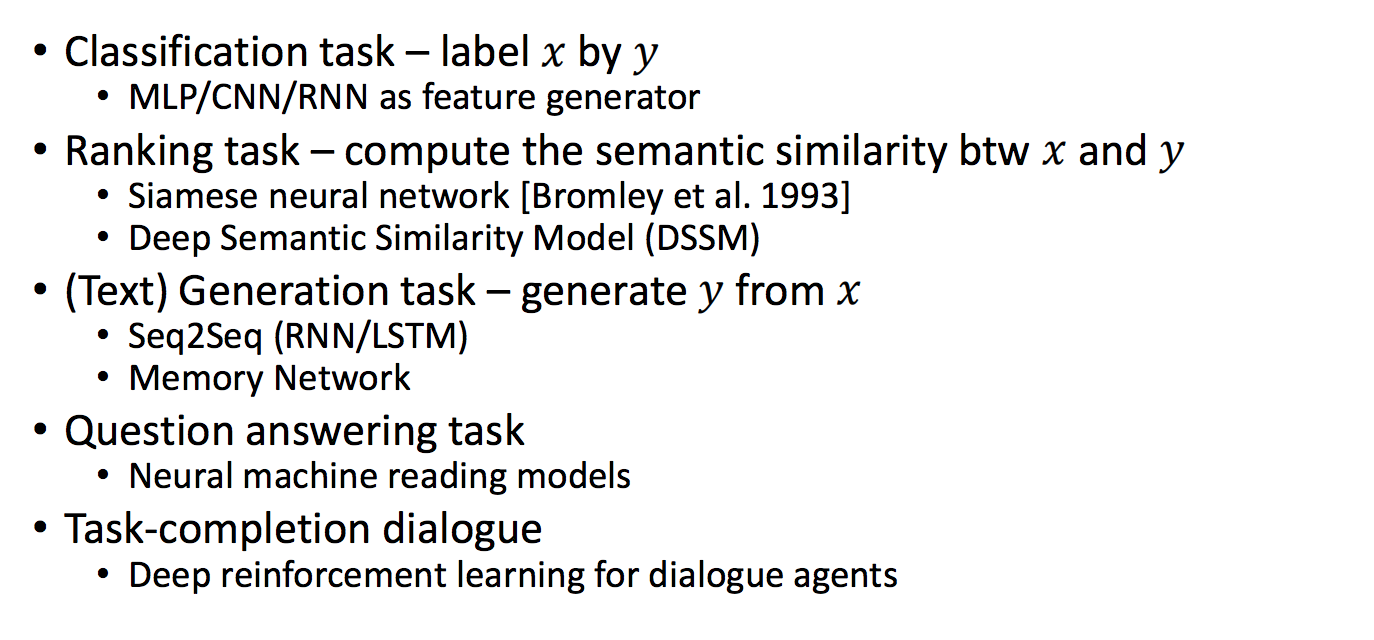 • Classification task – label x by y
• MLP/CNN/RNN as feature generator
• Ranking task – compute the semantic similarity btw x and y
• Siamese neural network [Bromley et al. 1993]
• Deep Semantic Similarity Model (DSSM)
• (Text) Generation task – generate y from x
• Seq2Seq (RNN/LSTM)
• Memory Network
• Question answering task
• Neural machine reading models
• Task-completion dialogue
• Deep reinforcement learning for dialogue agents